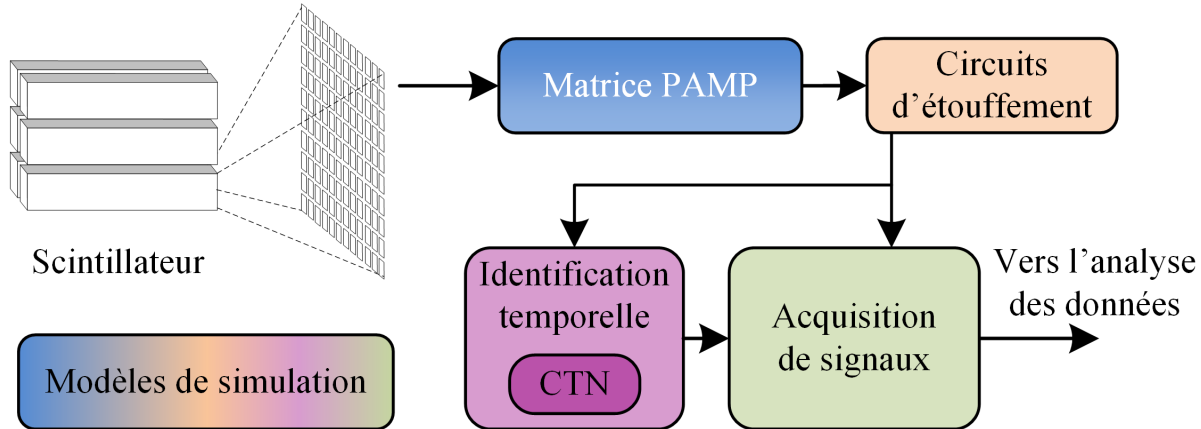 Matrice PAMP
Circuits
d’étouffement
Scintillateur
Identification
temporelle
CTN
Acquisition
de signaux
Vers l’analyse
des données
Modèles de simulation